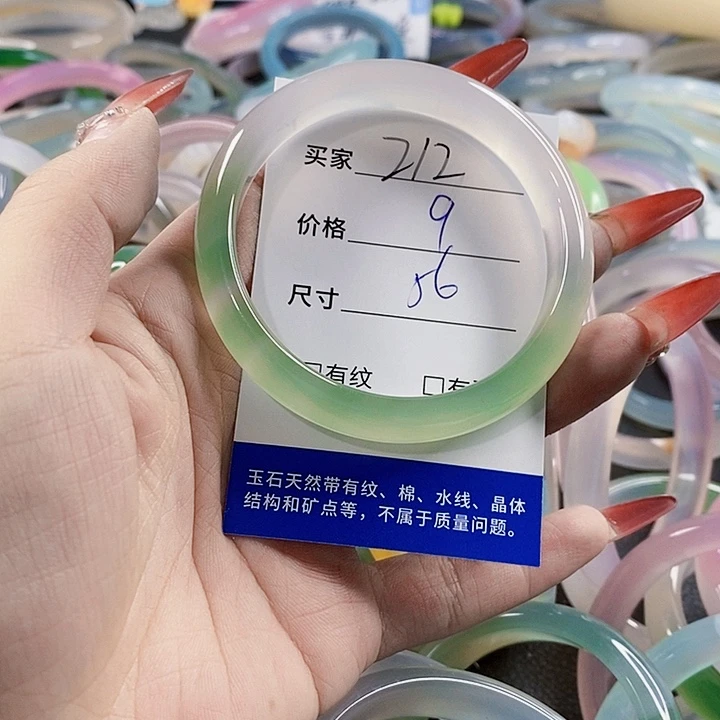 买家 212
价格 9
尺寸 56
□有纹 □有
玉石天然带有纹、棉、水线、晶体
结构和矿点等，不属于质量问题。